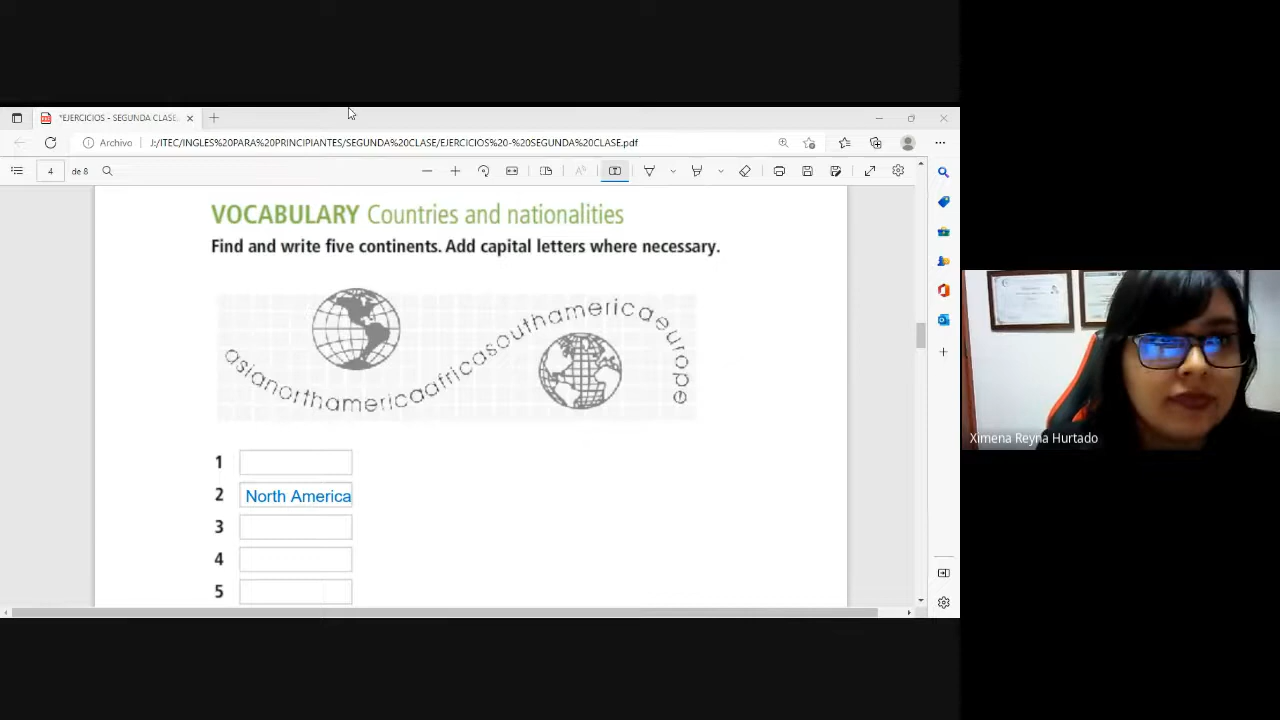 *EJERCICIOS - SEGUNDA CLASE.
Archivo
J:/ITEC/INGLES%20PARA%20PRINCIPIANTES/SEGUNDA%20CLASE/EJERCICIOS%20-%20SEGUNDA%20CLASE.pdf
4 de 8
VOCABULARY Countries and nationalities
Find and write five continents. Add capital letters where necessary.
asianorthamericaafricasouthamericaeurope
1
2 North America
3
4
5
Ximena Reyna Hurtado